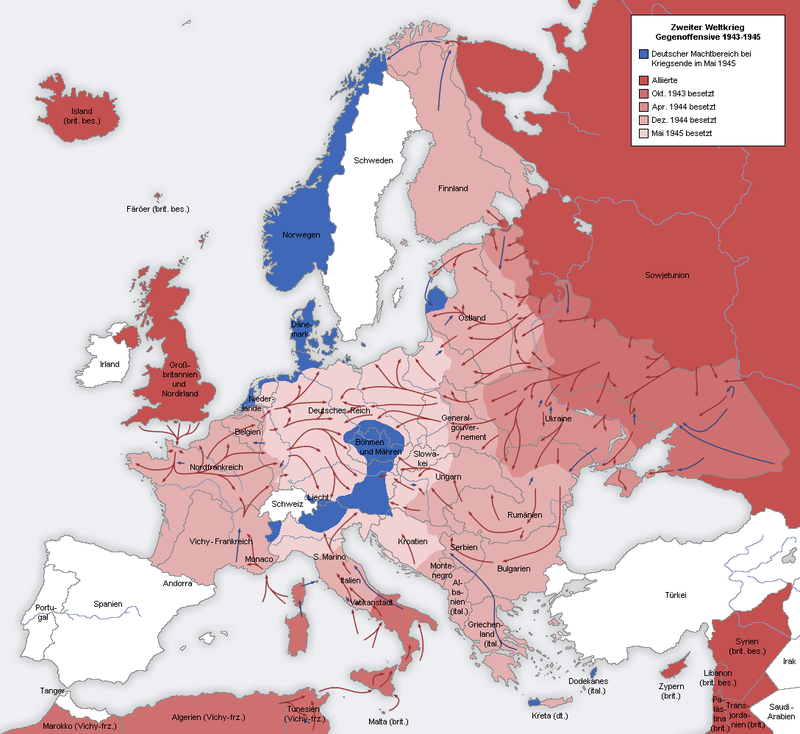 Zweiter Weltkrieg
Gegenoffensive 1943-1945
Deutscher Machtbereich bei
Kriegsende im Mai 1945
Alliierte
Okt. 1943 besetzt
Apr. 1944 besetzt
Dez. 1944 besetzt
Mai 1945 besetzt
Island
(brit. bes.)
Schweden
Finnland
Färöer (brit. bes.)
Norwegen
Sowjetunion
Ostland
Däne-
mark
Irland
Groß-
britannien
und
Nordirland
Nieder-
lande
Deutsches Reich
General-
gouver-
nement
Ukraine
Belgien
Böhmen
und Mähren
Slowa-
kei
Nordfrankreich
Ungarn
Liecht.
Schweiz
Rumänien
Vichy-Frankreich
Kroatien
Serbien
Monaco
S. Marino
Monte-
negro
Bulgarien
Andorra
Italien
Al-
ba-
nien
(ital.)
Portu-
gal
Spanien
Vatikanstadt
Türkei
Griechen-
land
(ital.)
Syrien
(brit. bes.)
Irak
Dodekanes
(ital.)
Zypern
(brit.)
Libanon
(brit. bes.)
Tanger
Marokko (Vichy-frz.)
Algerien (Vichy-frz.)
Tunesien
(Vichy-frz.)
Malta (brit.)
Kreta (dt.)
Pa-
läs-
tina
(brit.)
Trans-
jorda-
nien (brit.)
Saudi-
Arabien